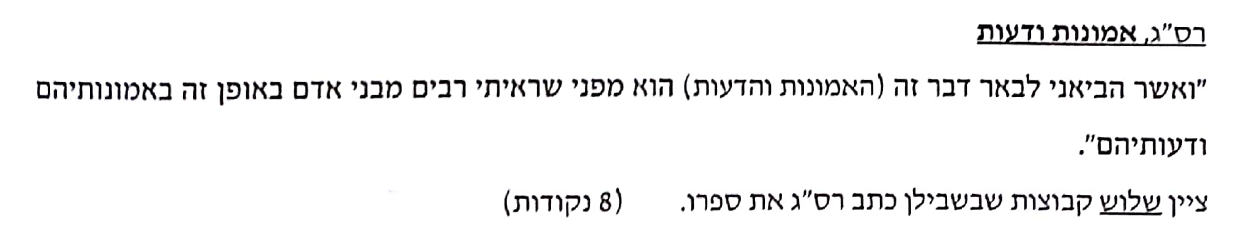 רס"ג, אמונות ודעות
"ואשר הביאני לבאר דבר זה (האמונות והדעות) הוא מפני שראיתי רבים מבני אדם באופן זה באמונותיהם
ודעותיהם".
ציין שלוש קבוצות שבשבילן כתב רס"ג את ספרו. (8 נקודות)